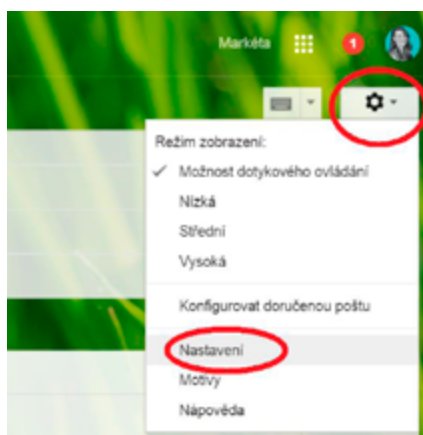 Markéta
1
Režim zobrazení:
Možnost dotykového ovládání
Nízká
Střední
Vysoká
Konfigurovat doručenou poštu
Nastavení
Motivy
Nápověda